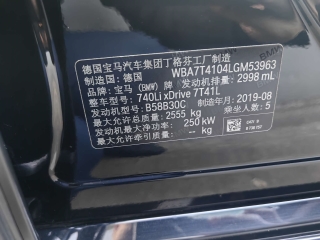 德国宝马汽车集团丁格芬工厂制造
制造国: 德国 WBA7T4104LGM53963
品牌: 宝马 (BMW) 牌 发动机排量: 2998 mL
整车型号: 740Li xDrive 7T41L
发动机型号: B58B30C 制造年月: 2019-08
最大允许总质量: 2555 kg 乘坐人数: 5
发动机最大净功率: 250 kW
最大允许牵引质量: -- kg